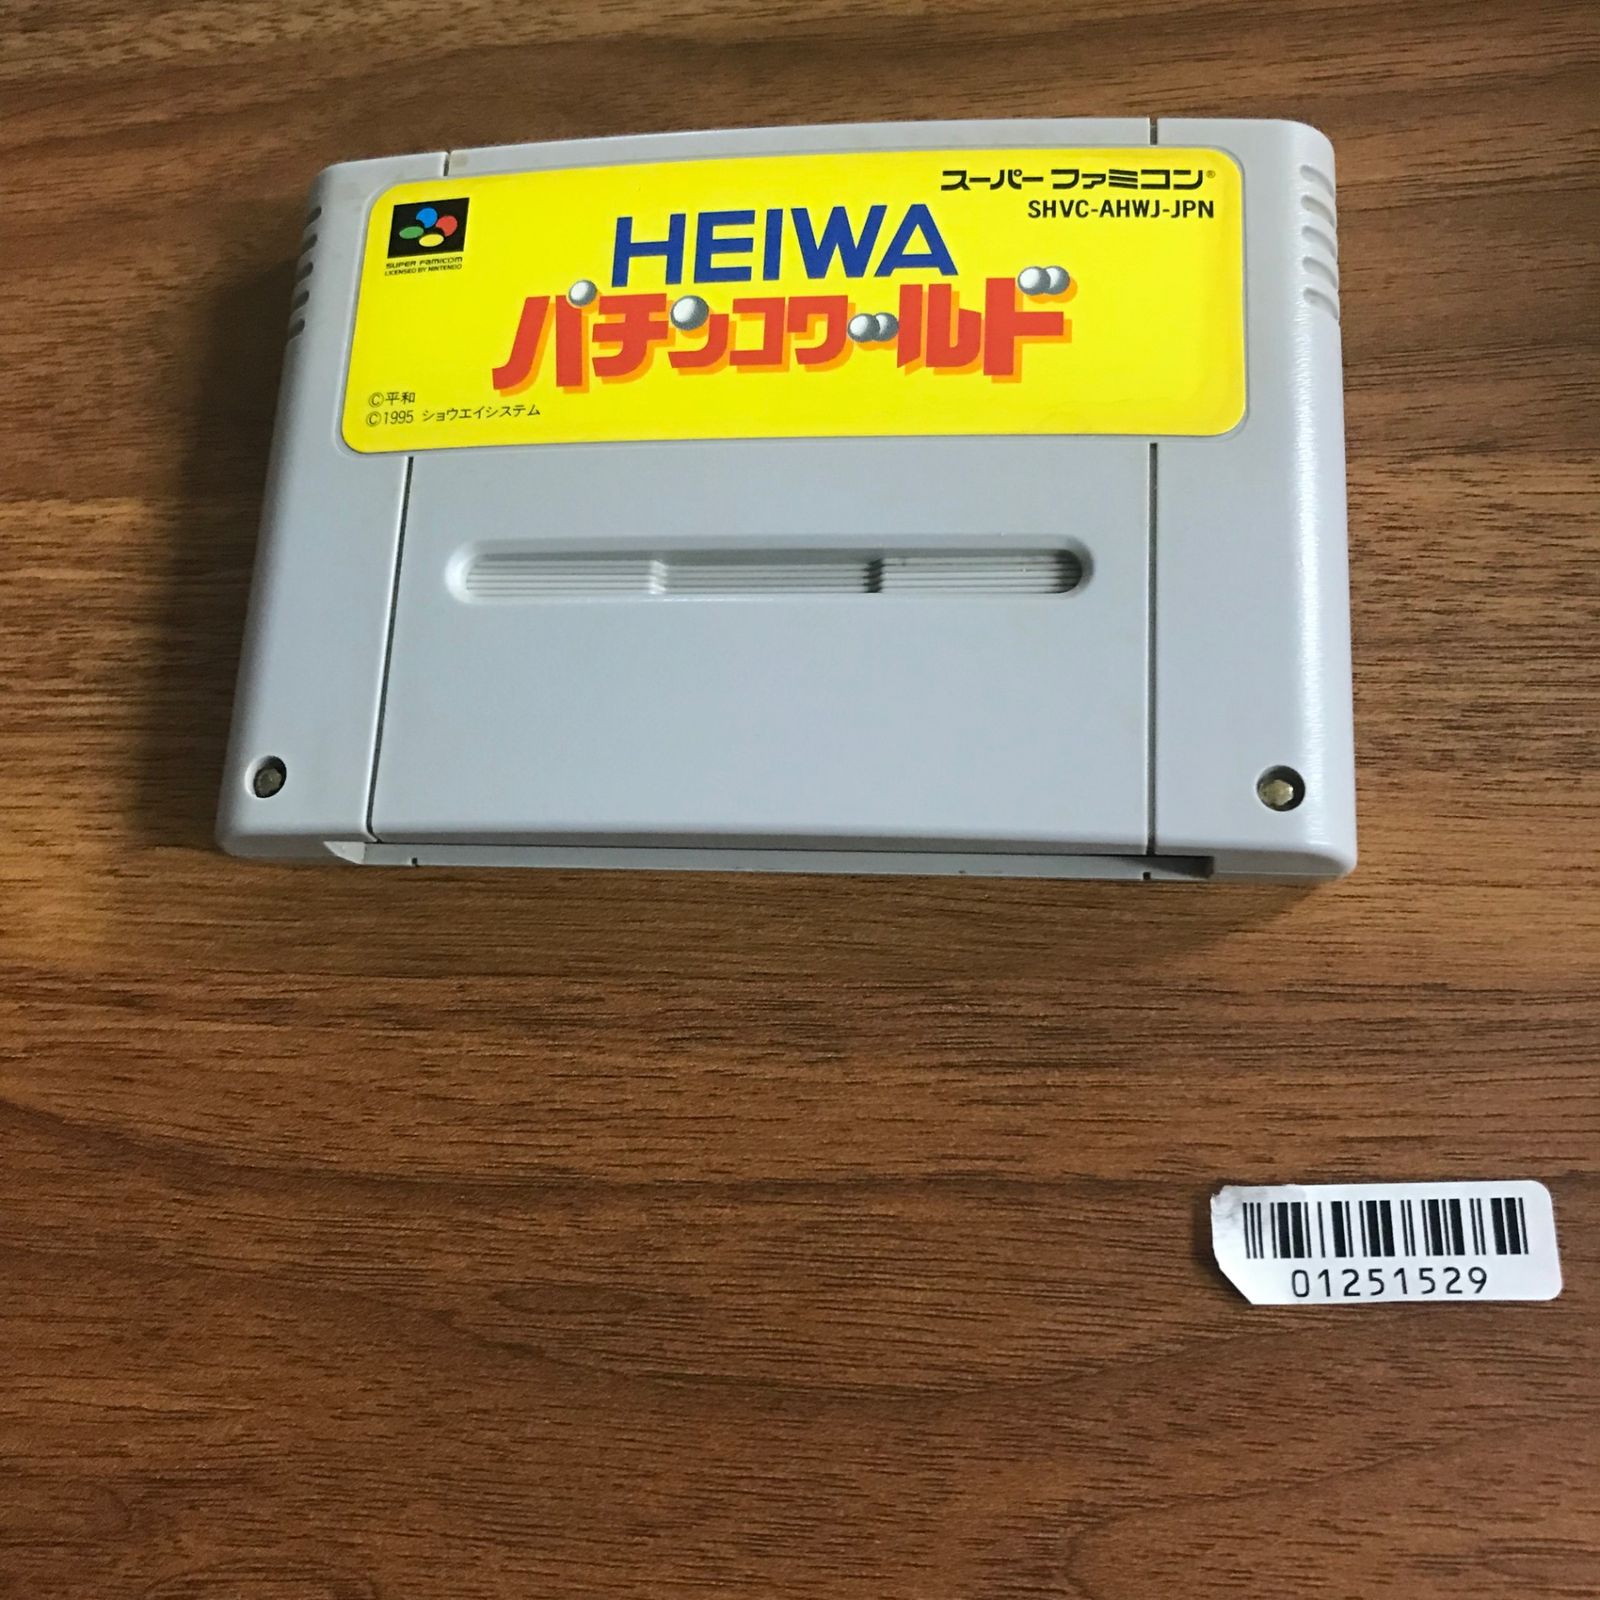 スーパーファミコン®
SHVC-AHWJ-JPN
SUPER FAMICOM
LICENSED BY NINTENDO
HEIWA
パチンコワールド
©平和
©1995 ショウエイシステム
01251529